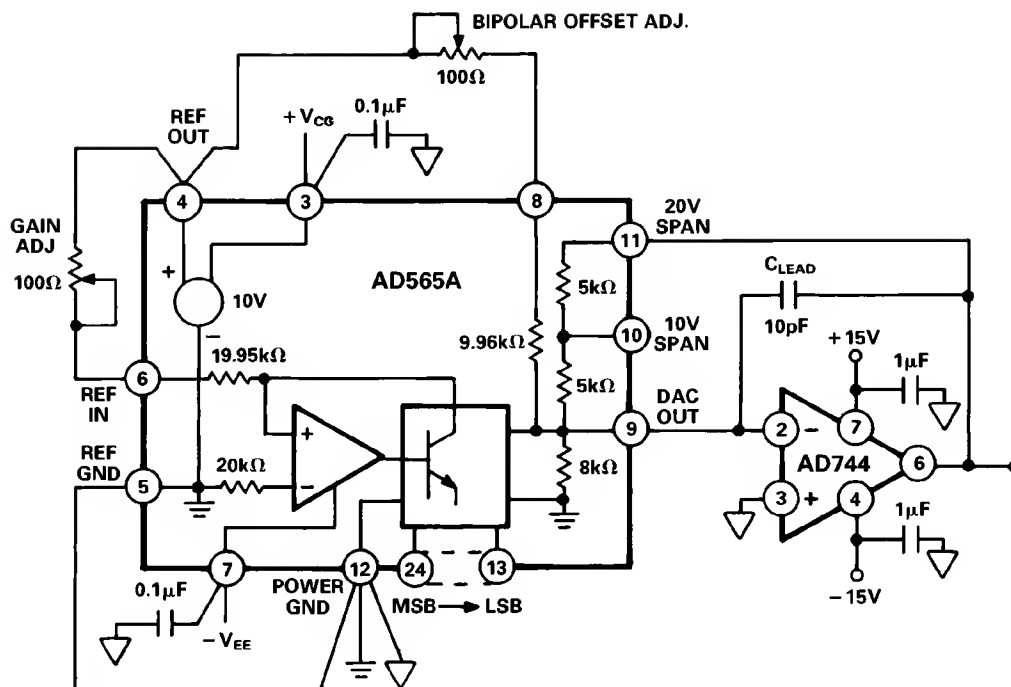 BIPOLAR OFFSET ADJ.
100Ω
0.1μF
REF
OUT
+ VCG
4
3
8
20V
SPAN
11
GAIN
ADJ
100Ω
+
10V
−
AD565A
5kΩ
CLEAD
10pF
10
10V
SPAN
9.96kΩ
5kΩ
+15V
1μF
6
19.95kΩ
REF
IN
DAC
OUT
9
2
−
7
AD744
6
+
REF
GND
5
20kΩ
−
8kΩ
3
+
4
1μF
7
POWER
GND
12
24
13
MSB
LSB
−15V
0.1μF
− VEE